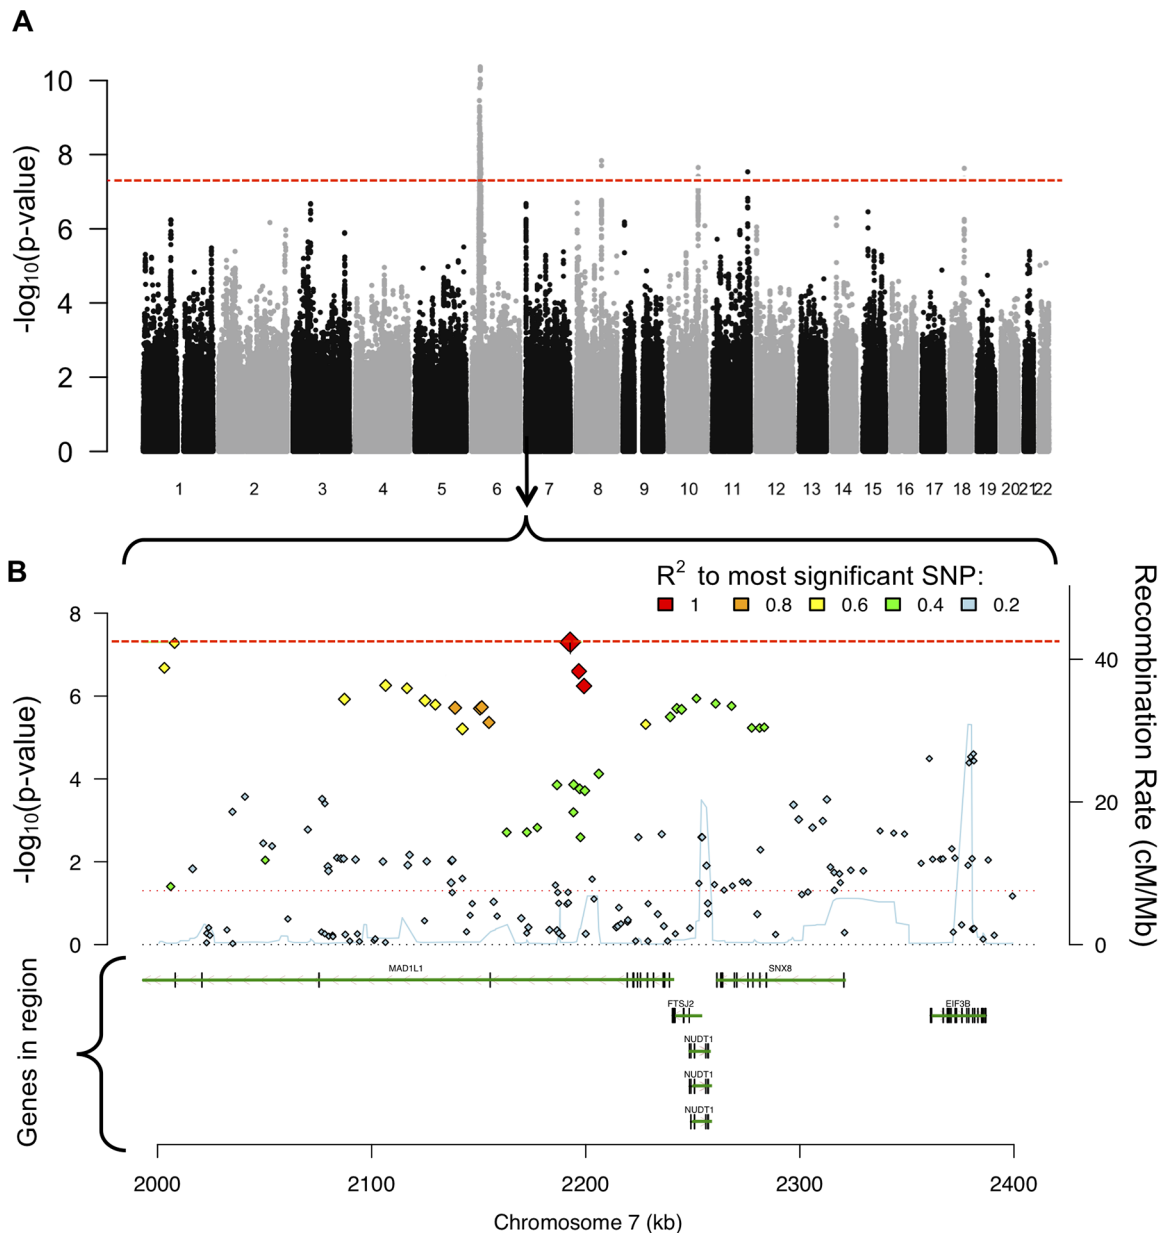 A
-log10(p-value)
10
8
6
4
2
0
1 2 3 4 5 6 7 8 9 10 11 12 13 14 15 16 17 18 19 20 21 22
B
R2 to most significant SNP:
1 0.8 0.6 0.4 0.2
-log10(p-value)
8
6
4
2
0
Recombination Rate (cM/Mb)
40
20
0
Genes in region
MAD1L1
SNX8
FTSJ2
EIF3B
NUDT1
NUDT1
NUDT1
2000 2100 2200 2300 2400
Chromosome 7 (kb)